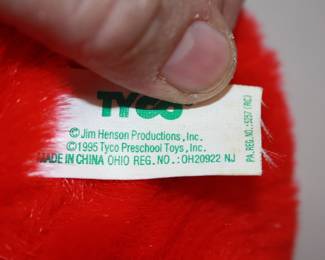 TYCO
© Jim Henson Productions, Inc.
© 1995 Tyco Preschool Toys, Inc.
MADE IN CHINA OHIO REG. NO.: OH20922 NJ
PA. REG. NO.: 5257 (RC)